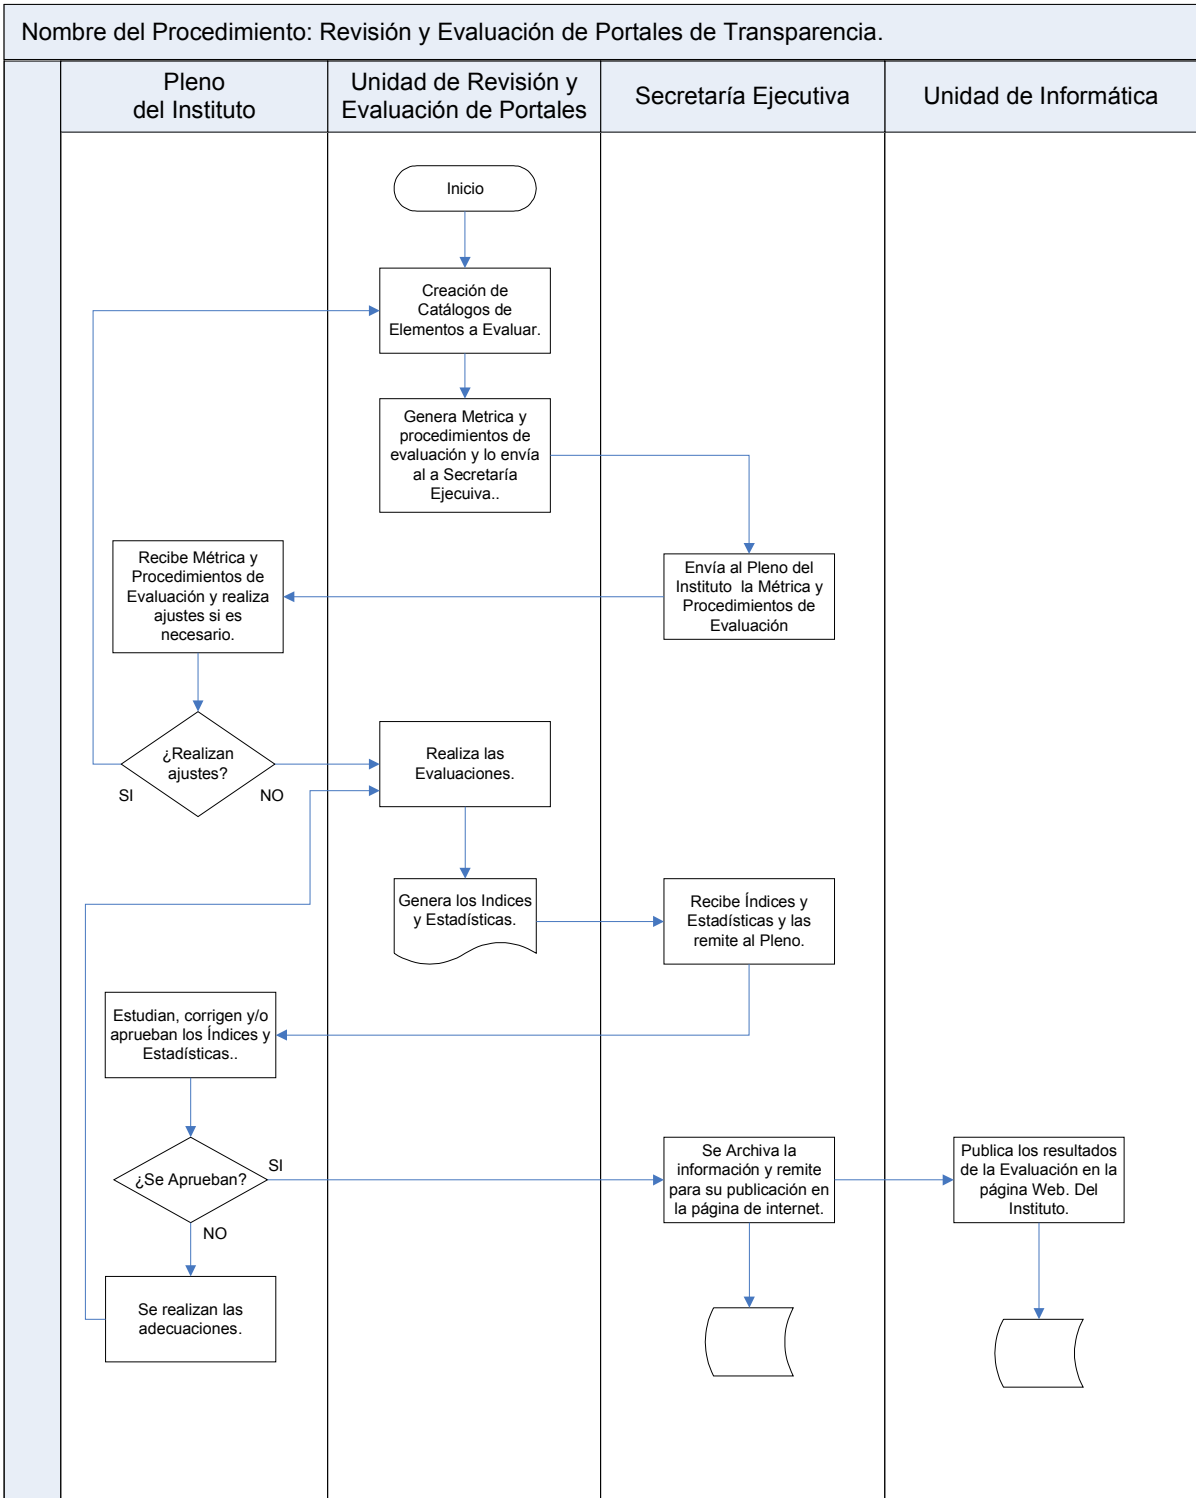 Nombre del Procedimiento: Revisión y Evaluación de Portales de Transparencia.
Pleno
del Instituto
Unidad de Revisión y
Evaluación de Portales
Secretaría Ejecutiva
Unidad de Informática
Inicio
Creación de
Catálogos de
Elementos a Evaluar.
Genera Metrica y
procedimientos de
evaluación y lo envía
al a Secretaría
Ejecuiva..
Envía al Pleno del
Instituto la Métrica y
Procedimientos de
Evaluación
Recibe Métrica y
Procedimientos de
Evaluación y realiza
ajustes si es
necesario.
¿Realizan
ajustes?
SI
NO
Realiza las
Evaluaciones.
Genera los Indices
y Estadísticas.
Recibe Índices y
Estadísticas y las
remite al Pleno.
Estudian, corrigen y/o
aprueban los Índices y
Estadísticas..
¿Se Aprueban?
SI
NO
Se Archiva la
información y remite
para su publicación en
la página de internet.
Publica los resultados
de la Evaluación en la
página Web. Del
Instituto.
Se realizan las
adecuaciones.